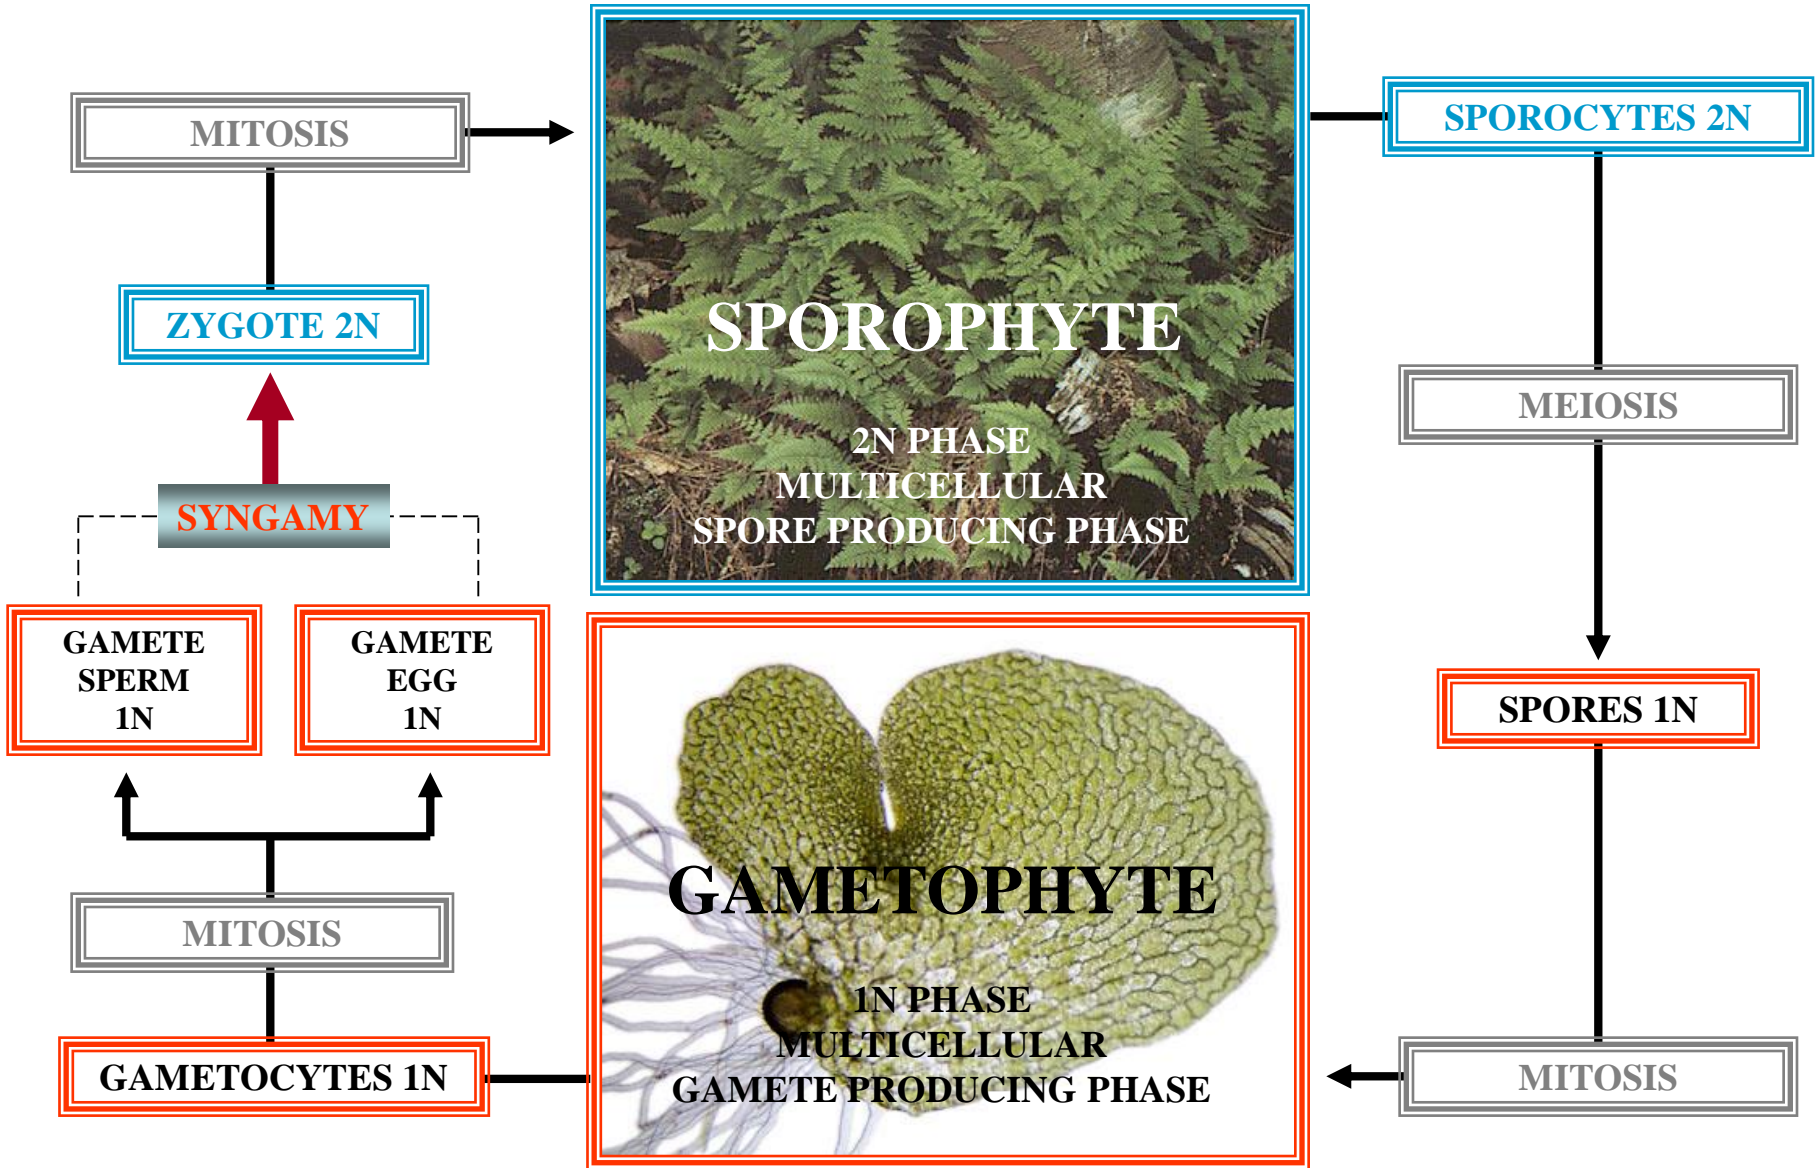 MITOSIS
ZYGOTE 2N
SYNGAMY
GAMETE
SPERM
1N
GAMETE
EGG
1N
MITOSIS
GAMETOCYTES 1N
SPOROPHYTE
2N PHASE
MULTICELLULAR
SPORE PRODUCING PHASE
GAMETOPHYTE
1N PHASE
MULTICELLULAR
GAMETE PRODUCING PHASE
SPOROCYTES 2N
MEIOSIS
SPORES 1N
MITOSIS